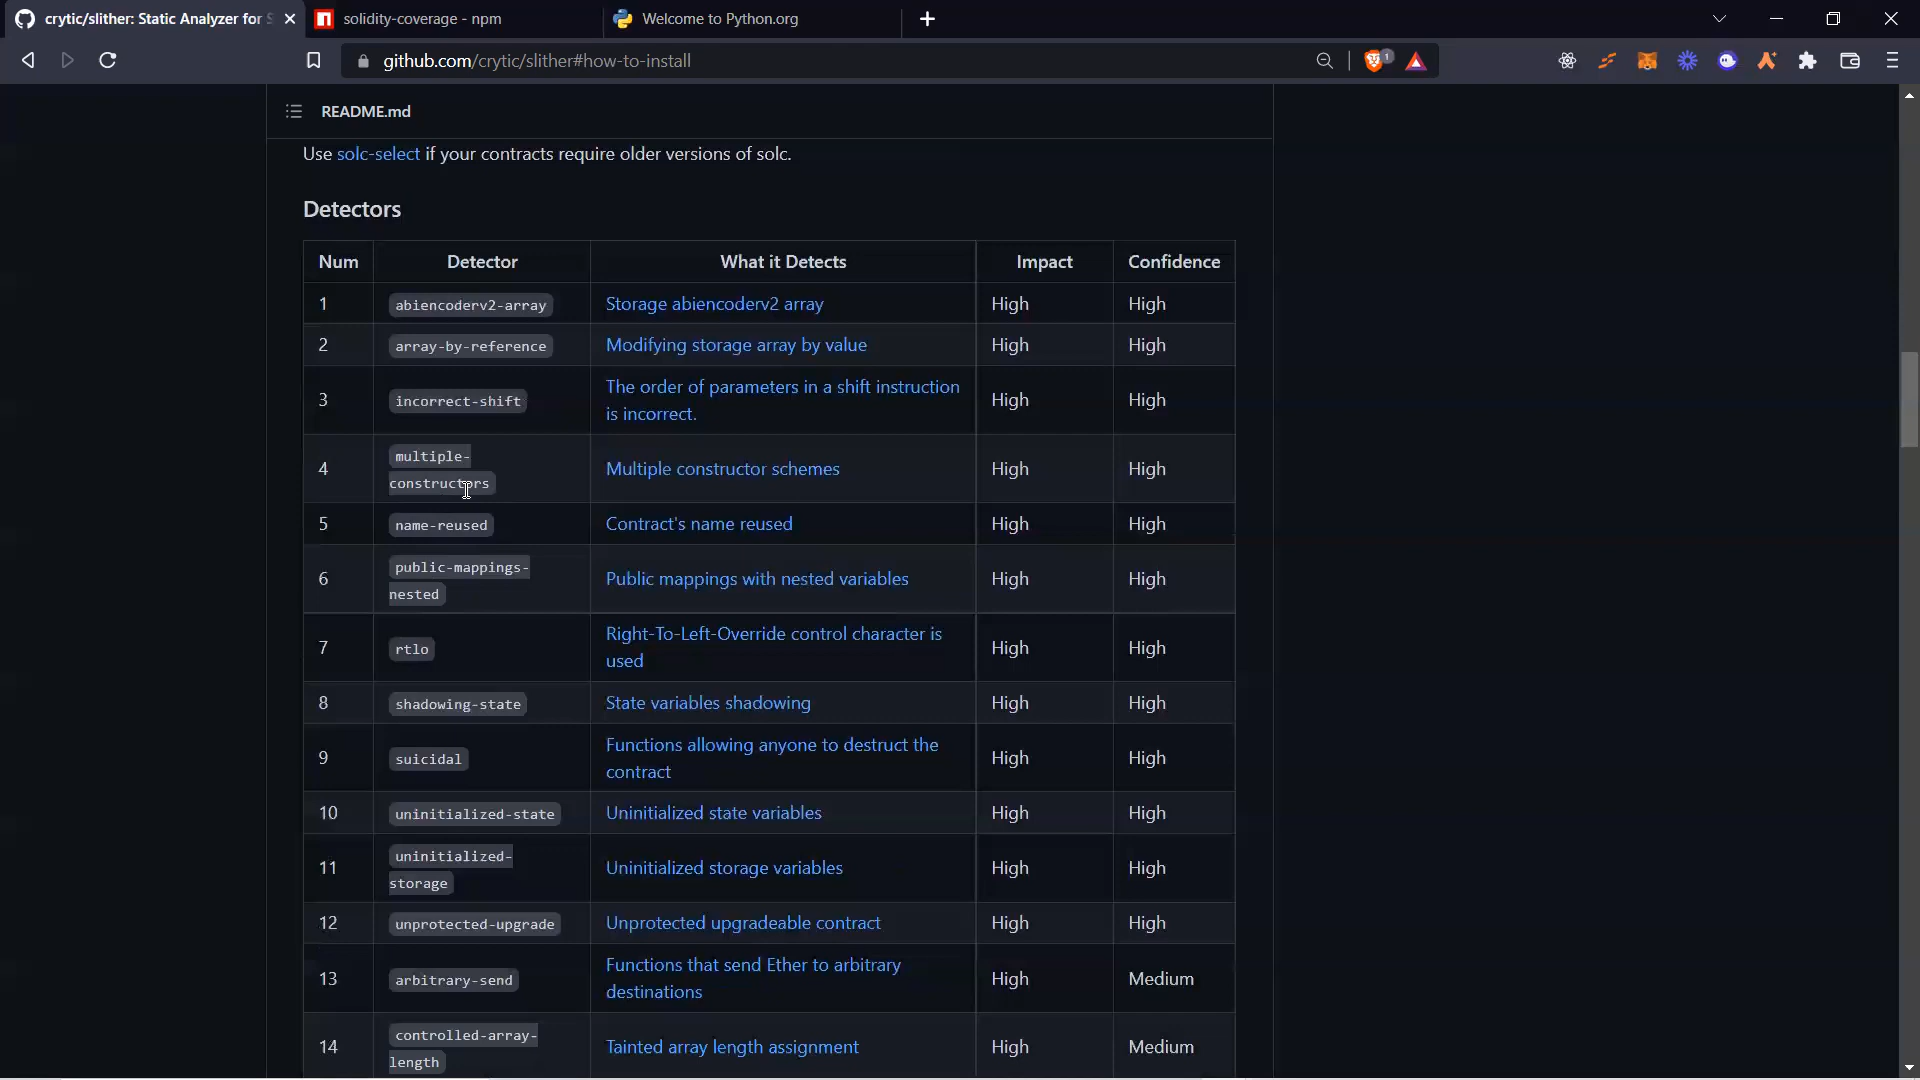 crytic/slither: Static Analyzer for S
solidity-coverage - npm
Welcome to Python.org
github.com/crytic/slither#how-to-install
1
README.md
Use solc-select if your contracts require older versions of solc.
Detectors
Num Detector What it Detects Impact Confidence
1 abiencoderv2-array Storage abiencoderv2 array High High
2 array-by-reference Modifying storage array by value High High
3 incorrect-shift The order of parameters in a shift instruction
is incorrect. High High
4 multiple-
constructors Multiple constructor schemes High High
5 name-reused Contract's name reused High High
6 public-mappings-
nested Public mappings with nested variables High High
7 rtlo Right-To-Left-Override control character is
used High High
8 shadowing-state State variables shadowing High High
9 suicidal Functions allowing anyone to destruct the
contract High High
10 uninitialized-state Uninitialized state variables High High
11 uninitialized-
storage Uninitialized storage variables High High
12 unprotected-upgrade Unprotected upgradeable contract High High
13 arbitrary-send Functions that send Ether to arbitrary
destinations High Medium
14 controlled-array-
length Tainted array length assignment High Medium